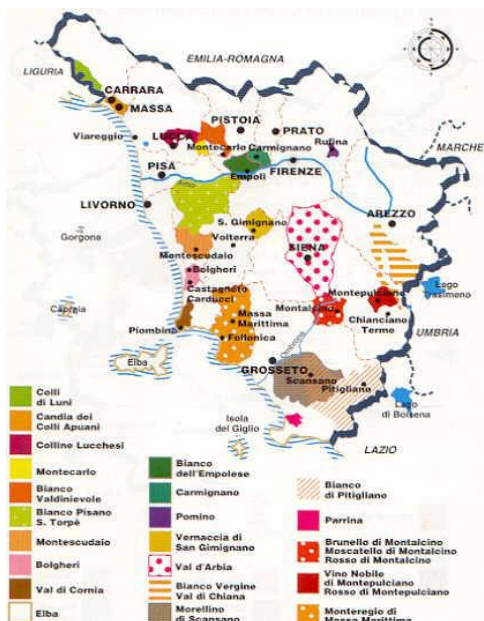 EMILIA-ROMAGNA
LIGURIA
CARRARA
MASSA
PISTOIA
PRATO
Viareggio
LUCCA
Montecarlo
Carmignano
Rufina
MARCHE
PISA
Empoli
FIRENZE
LIVORNO
S. Gimignano
AREZZO
Gorgona
Volterra
SIENA
Montescudaio
Bolgheri
Castagneto
Carducci
Montepulciano
Lago
Trasimeno
Capraia
Montalcino
Chianciano
Terme
Massa
Marittima
UMBRIA
Piombino
Follonica
Ombrone
Elba
GROSSETO
Scansano
Pitigliano
Lago
di Bolsena
Isola
del Giglio
LAZIO
Colli
di Luni
Candia dei
Colli Apuani
Colline Lucchesi
Montecarlo
Bianco
Valdinievole
Bianco Pisano
S. Torpè
Montescudaio
Bolgheri
Val di Cornia
Elba
Bianco
dell'Empolese
Carmignano
Pomino
Vernaccia di
San Gimignano
Val d'Arbia
Bianco Vergine
Val di Chiana
Morellino
di Scansano
Bianco
di Pitigliano
Parrina
Brunello di Montalcino
Moscatello di Montalcino
Rosso di Montalcino
Vino Nobile
di Montepulciano
Rosso di Montepulciano
Monteregio di
Massa Marittima